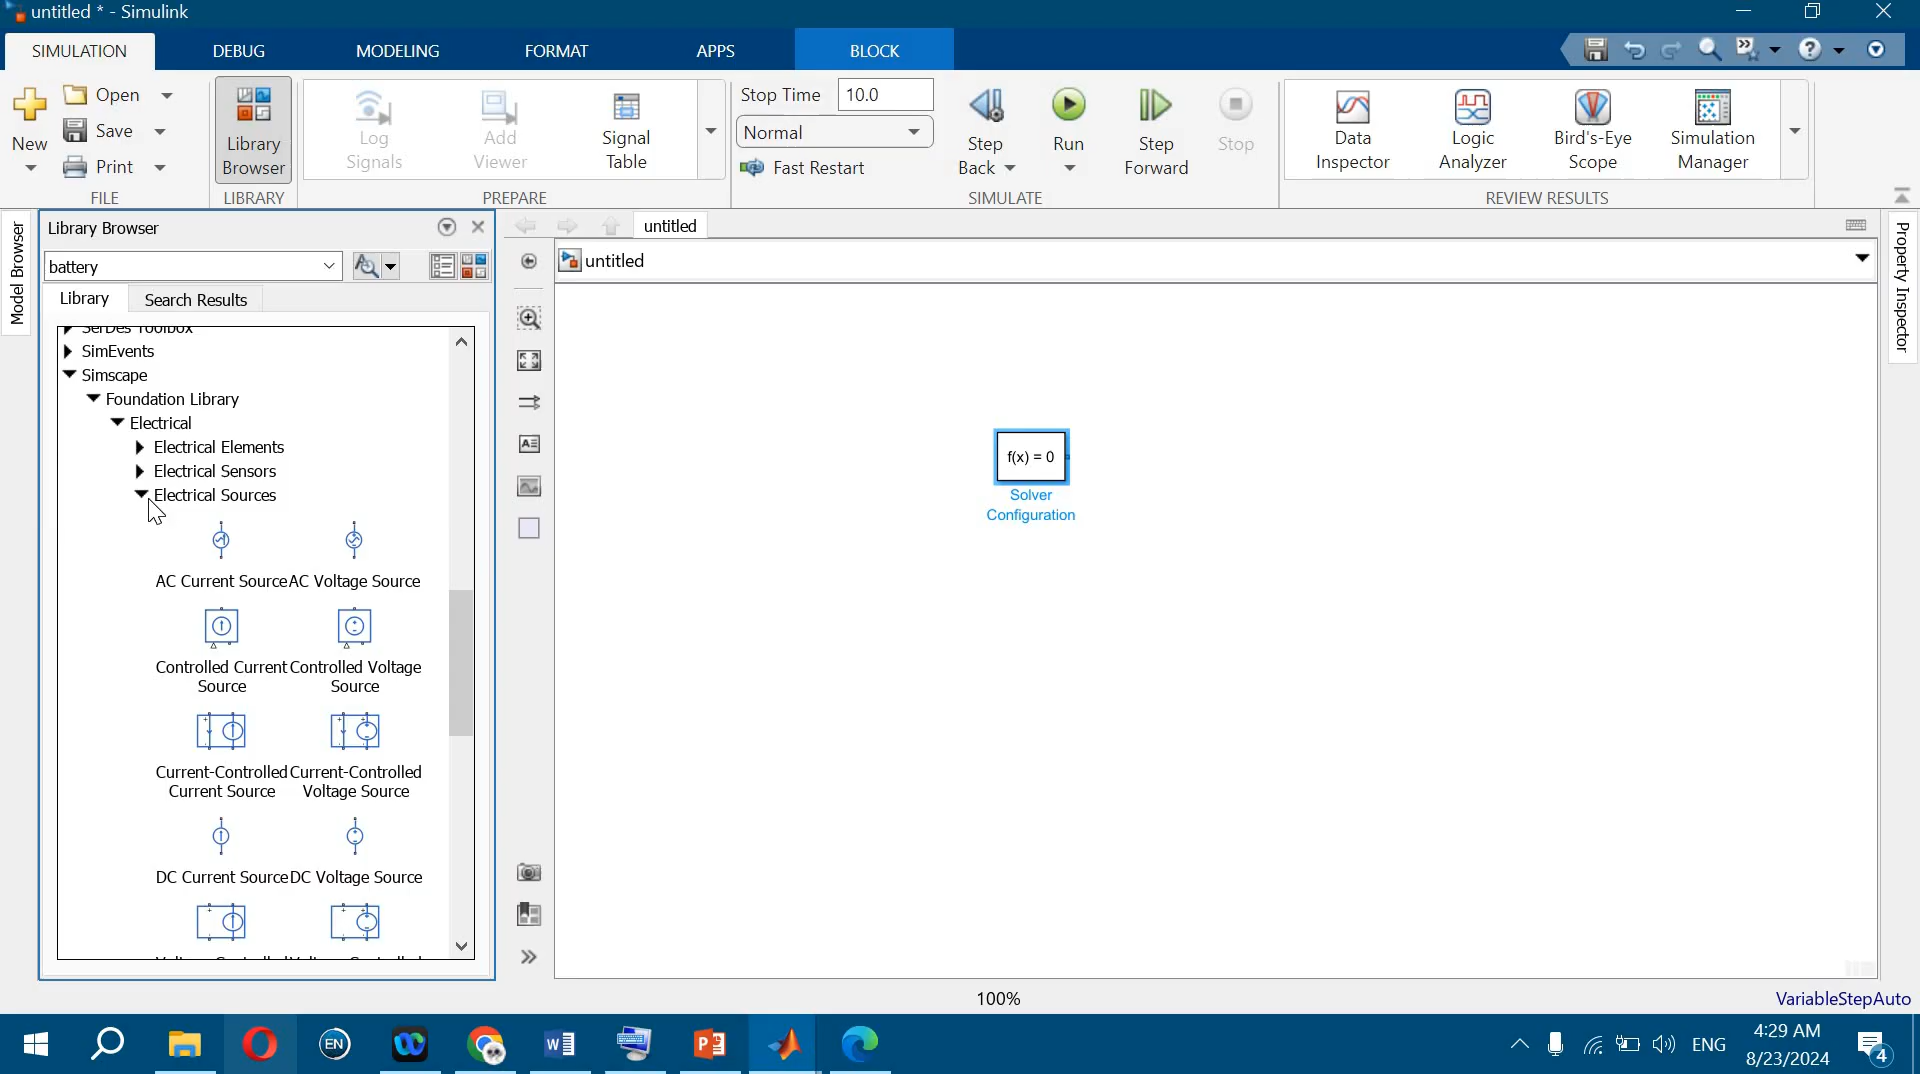 untitled * - Simulink
SIMULATION
DEBUG
MODELING
FORMAT
APPS
BLOCK
New
Open
Save
Print
FILE
Library
Browser
LIBRARY
Log
Signals
Add
Viewer
Signal
Table
PREPARE
Stop Time 10.0
Normal
Fast Restart
Step
Back
Run
Step
Forward
Stop
SIMULATE
Data
Inspector
Logic
Analyzer
Bird's-Eye
Scope
Simulation
Manager
REVIEW RESULTS
Model Browser
Library Browser
battery
Library
Search Results
SerDes Toolbox
SimEvents
Simscape
Foundation Library
Electrical
Electrical Elements
Electrical Sensors
Electrical Sources
AC Current Source
AC Voltage Source
Controlled Current
Source
Controlled Voltage
Source
Current-Controlled
Current Source
Current-Controlled
Voltage Source
DC Current Source
DC Voltage Source
untitled
untitled
f(x) = 0
Solver
Configuration
Property Inspector
100%
VariableStepAuto
EN
ENG
4:29 AM
8/23/2024
4